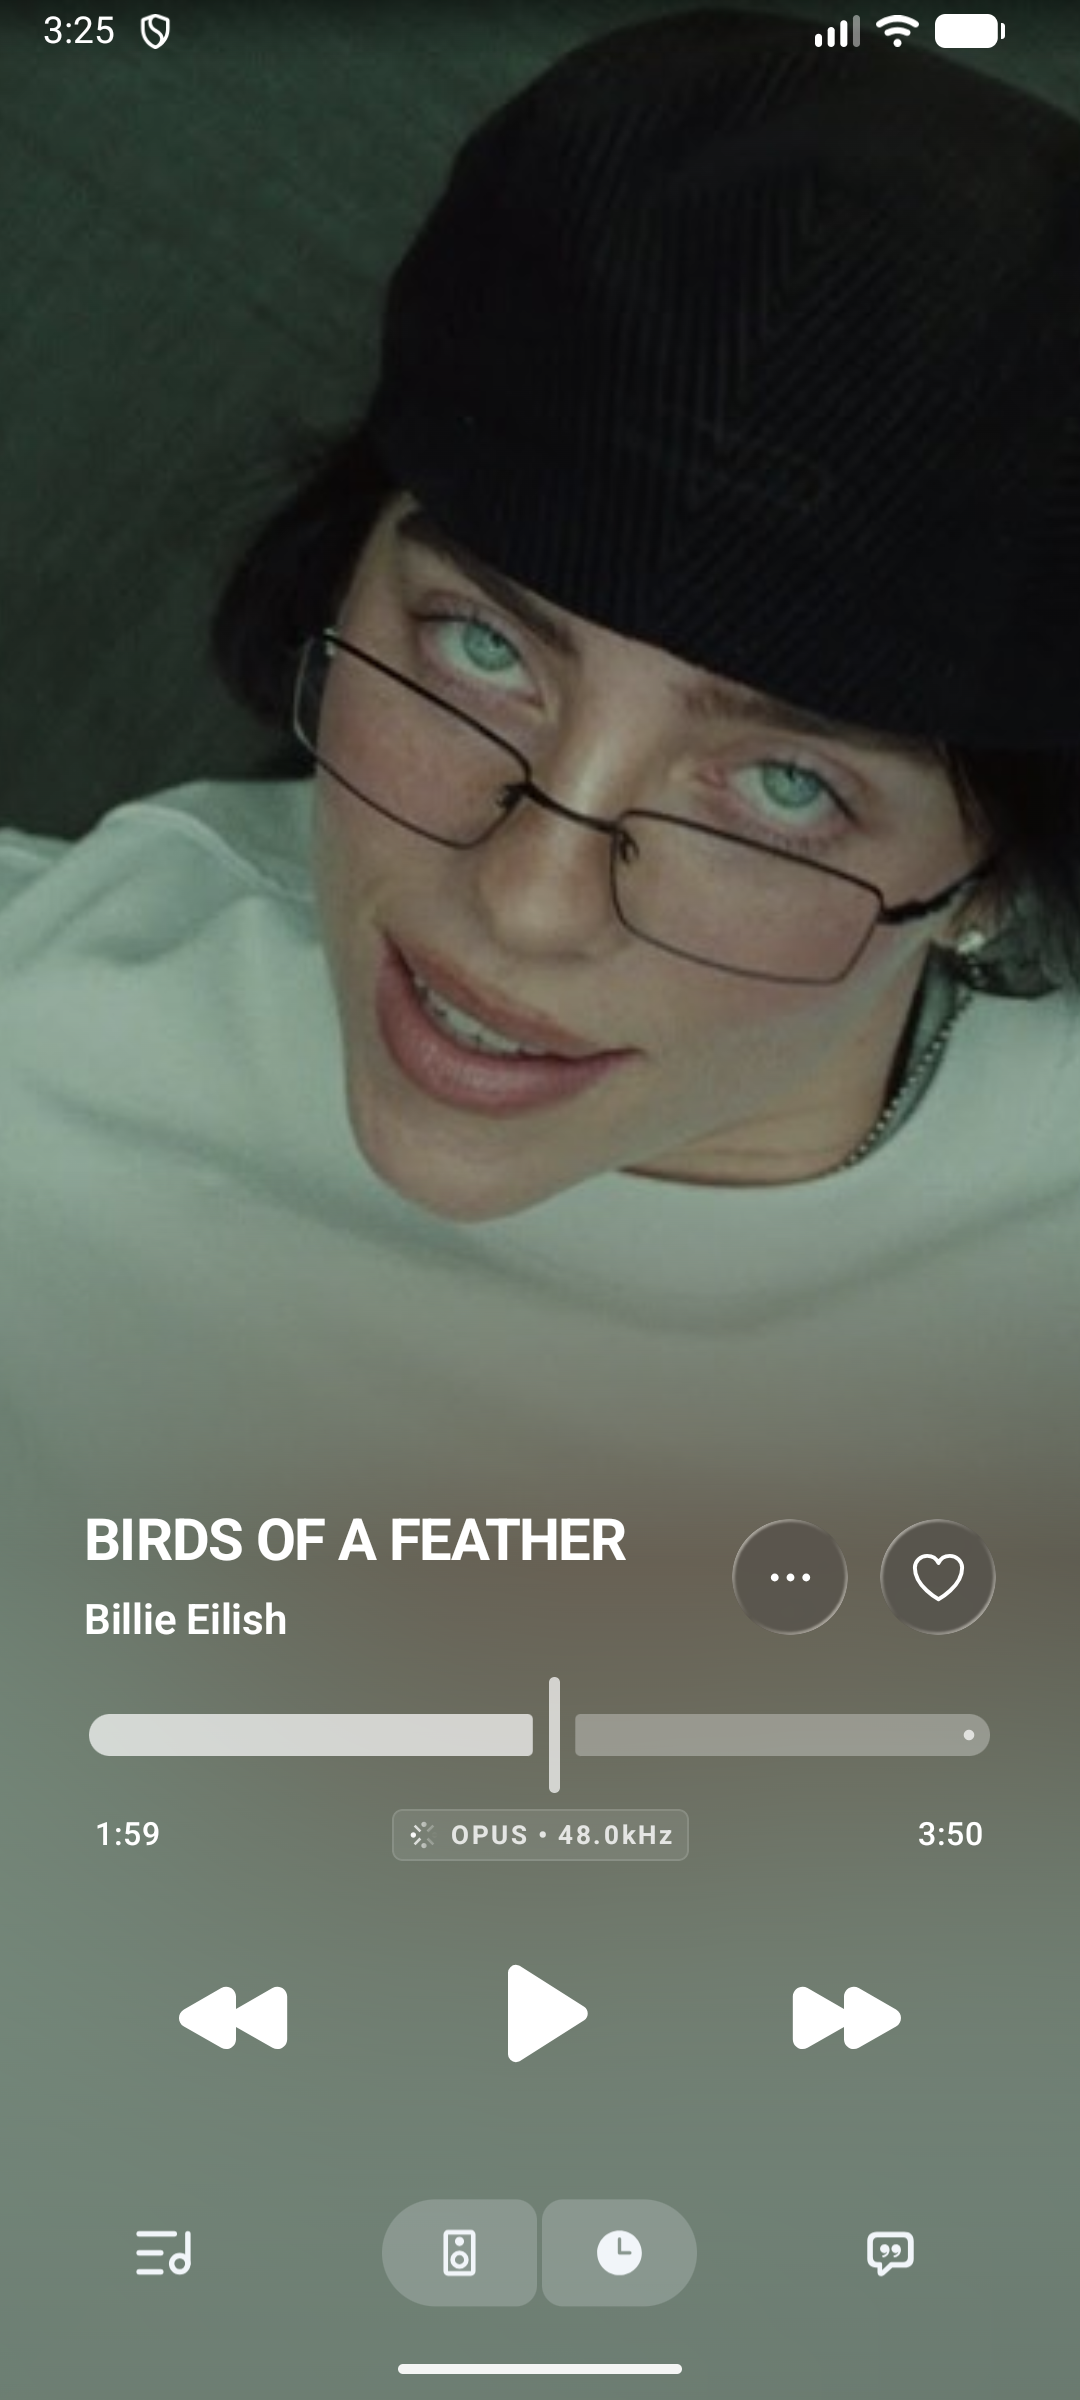 3:25
BIRDS OF A FEATHER
Billie Eilish
1:59
OPUS • 48.0kHz
3:50